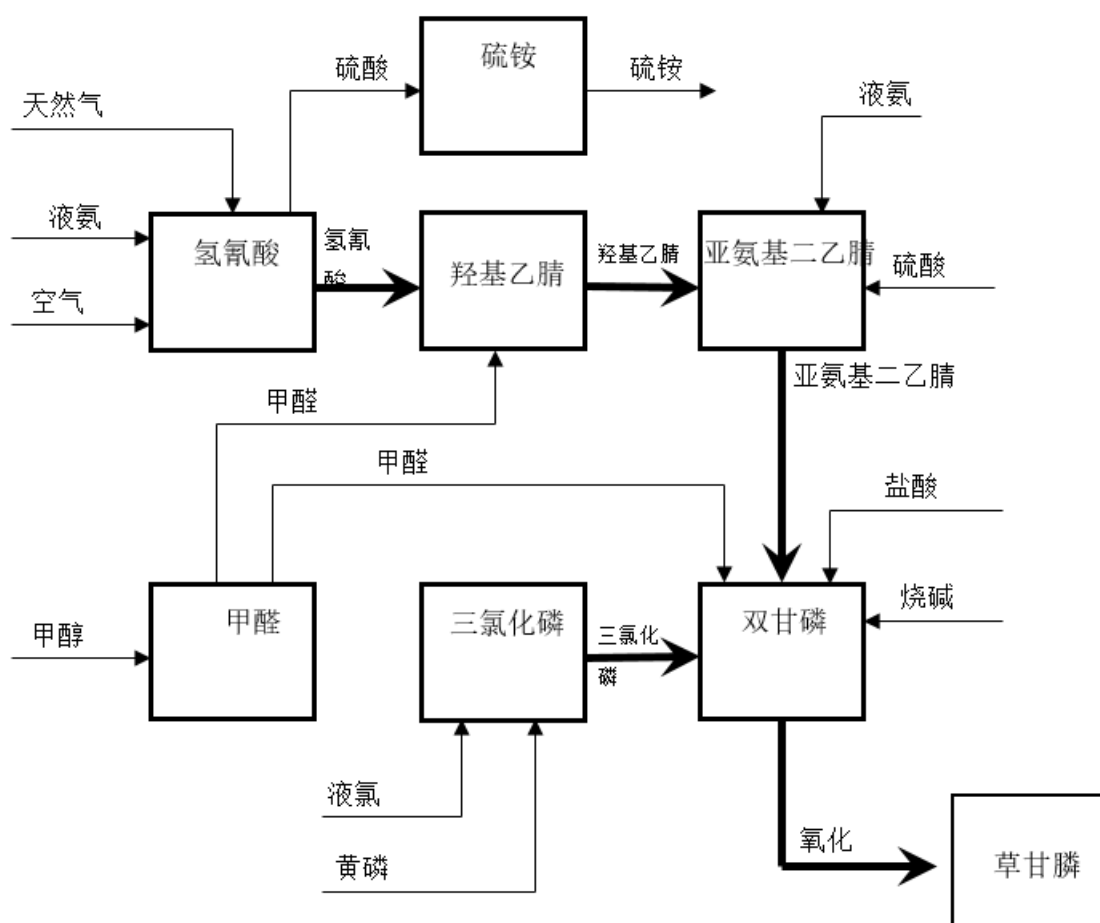 硫铵
硫酸
硫铵
天然气
液氨
液氨
氢氰酸
氢氰
酸
羟基乙腈
羟基乙腈
亚氨基二乙腈
硫酸
空气
亚氨基二乙腈
甲醛
甲醛
盐酸
甲醇
甲醛
三氯化磷
三氯化
磷
双甘磷
烧碱
液氯
黄磷
氧化
草甘膦